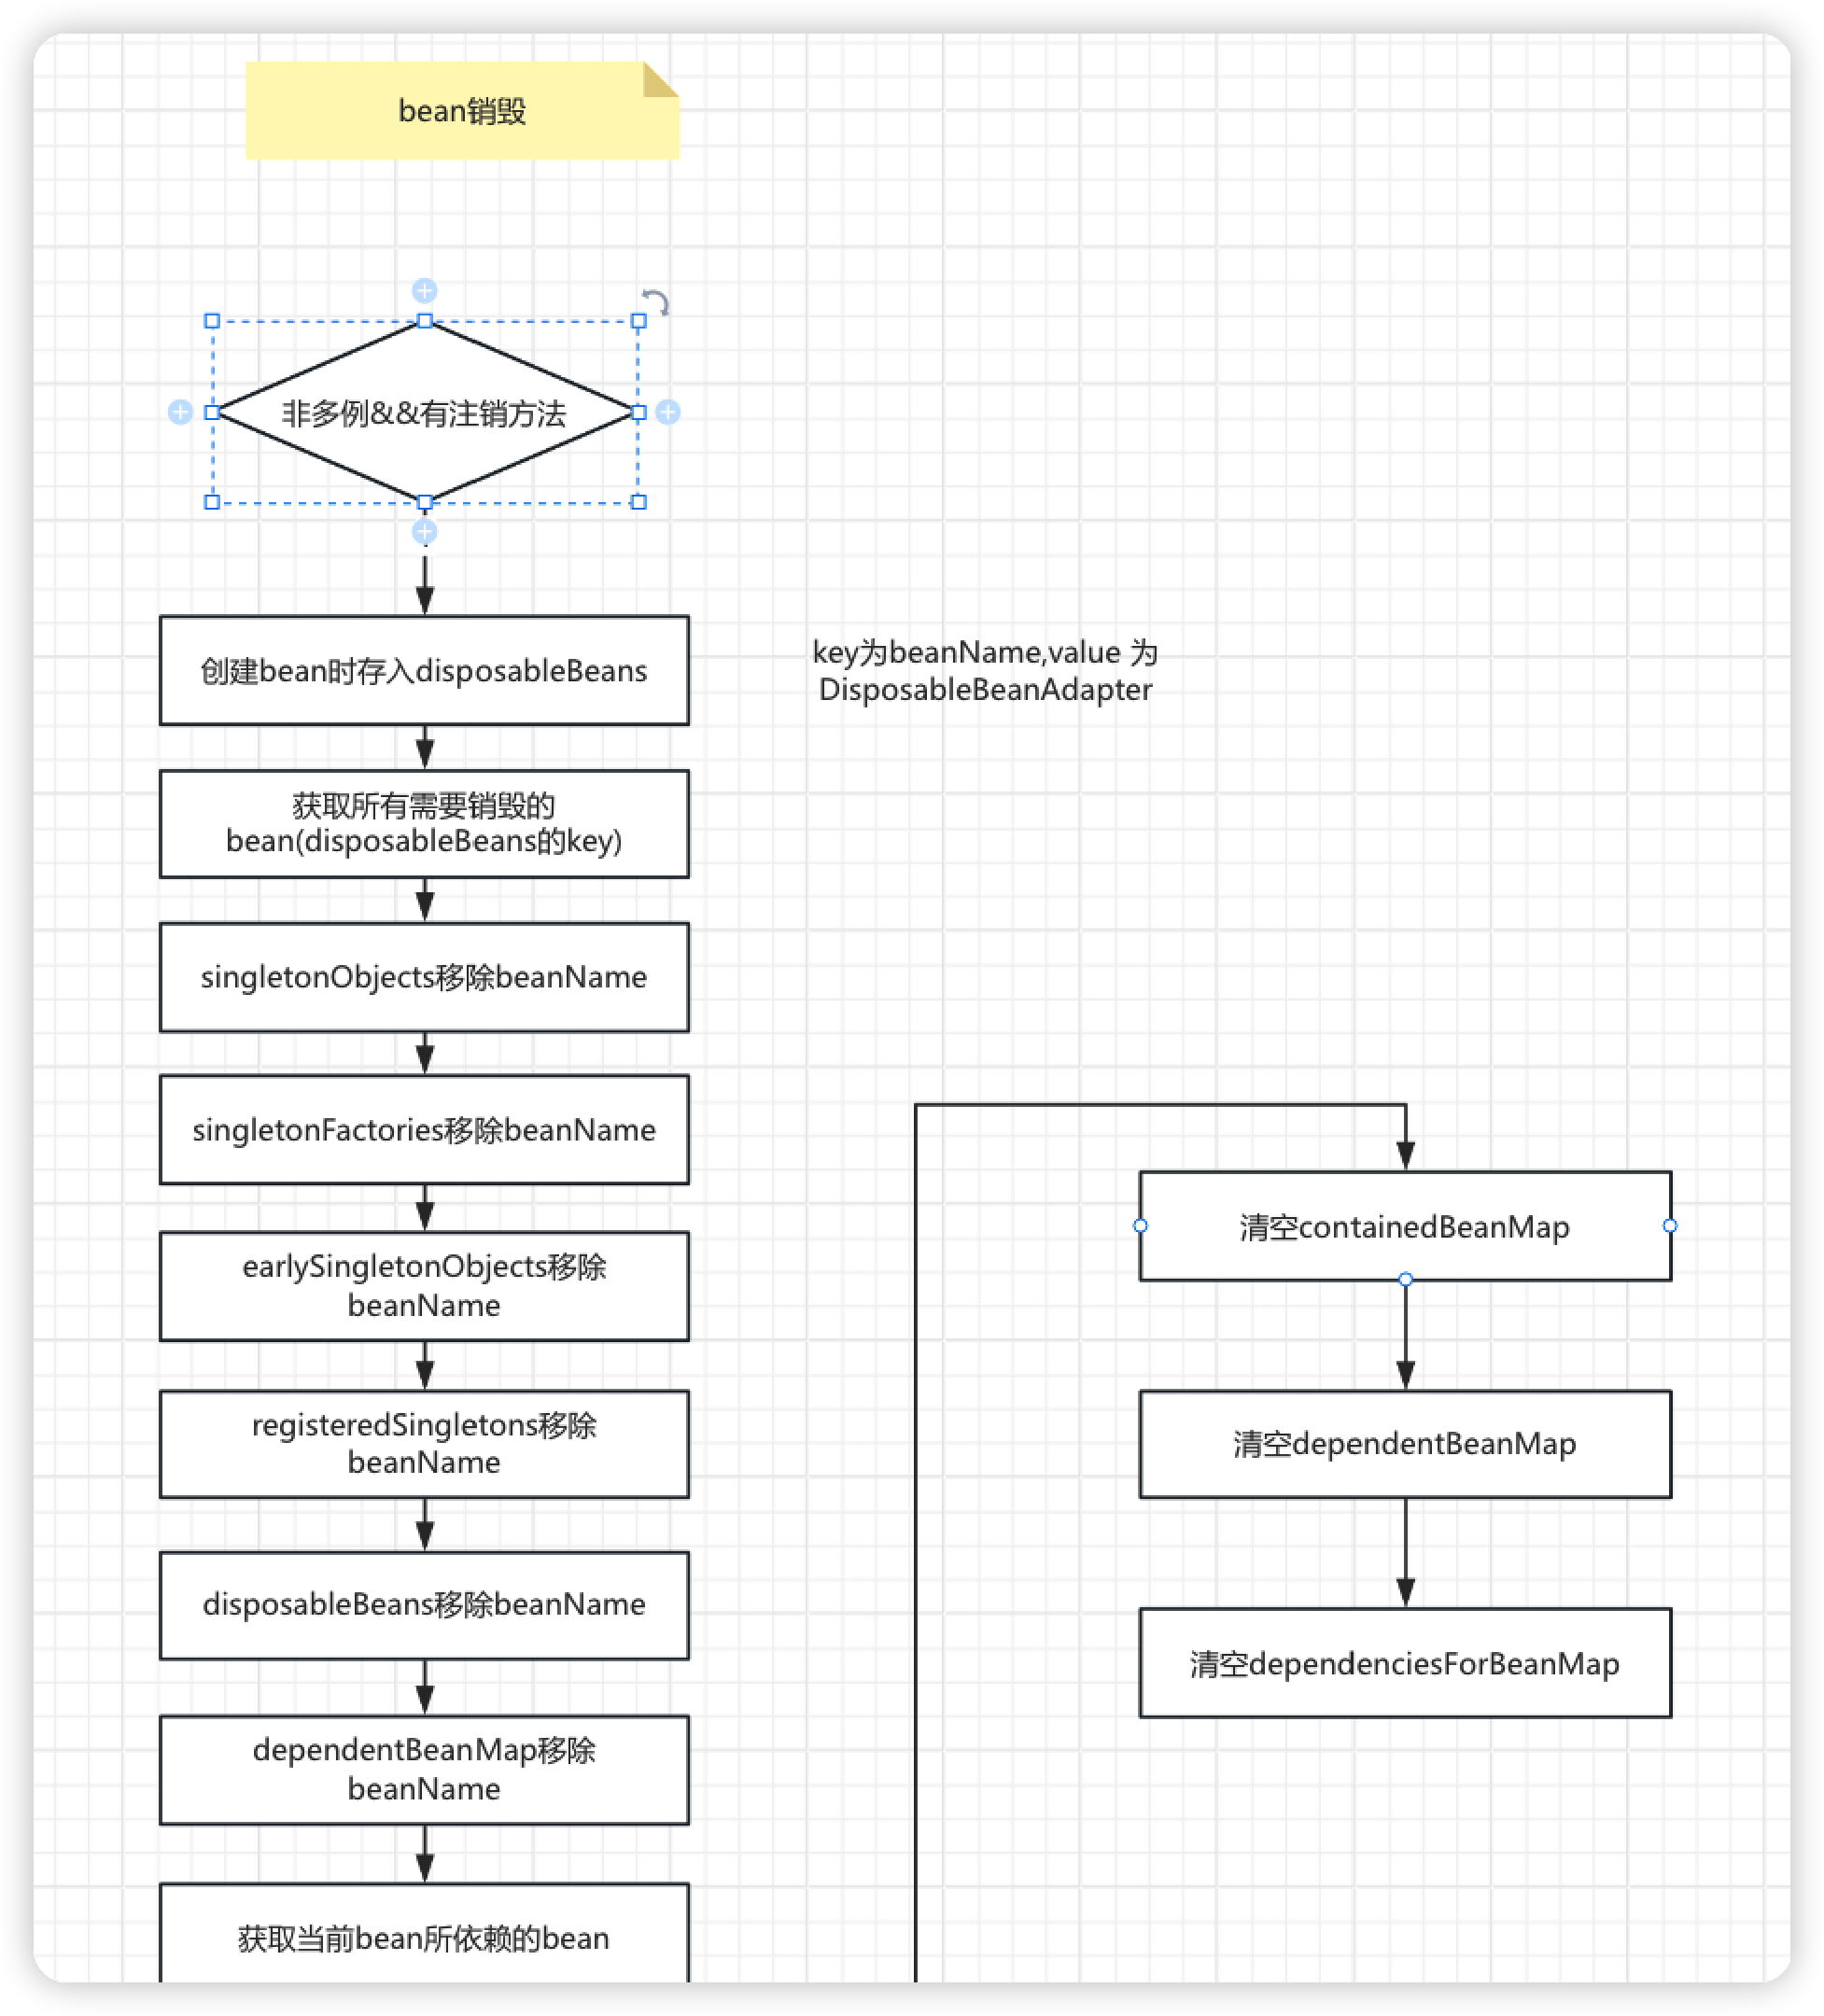 bean销毁
非多例&&有注销方法
创建bean时存入disposableBeans
key为beanName,value 为
DisposableBeanAdapter
获取所有需要销毁的
bean(disposableBeans的key)
singletonObjects移除beanName
singletonFactories移除beanName
earlySingletonObjects移除
beanName
registeredSingletons移除
beanName
disposableBeans移除beanName
dependentBeanMap移除
beanName
获取当前bean所依赖的bean
清空containedBeanMap
清空dependentBeanMap
清空dependenciesForBeanMap